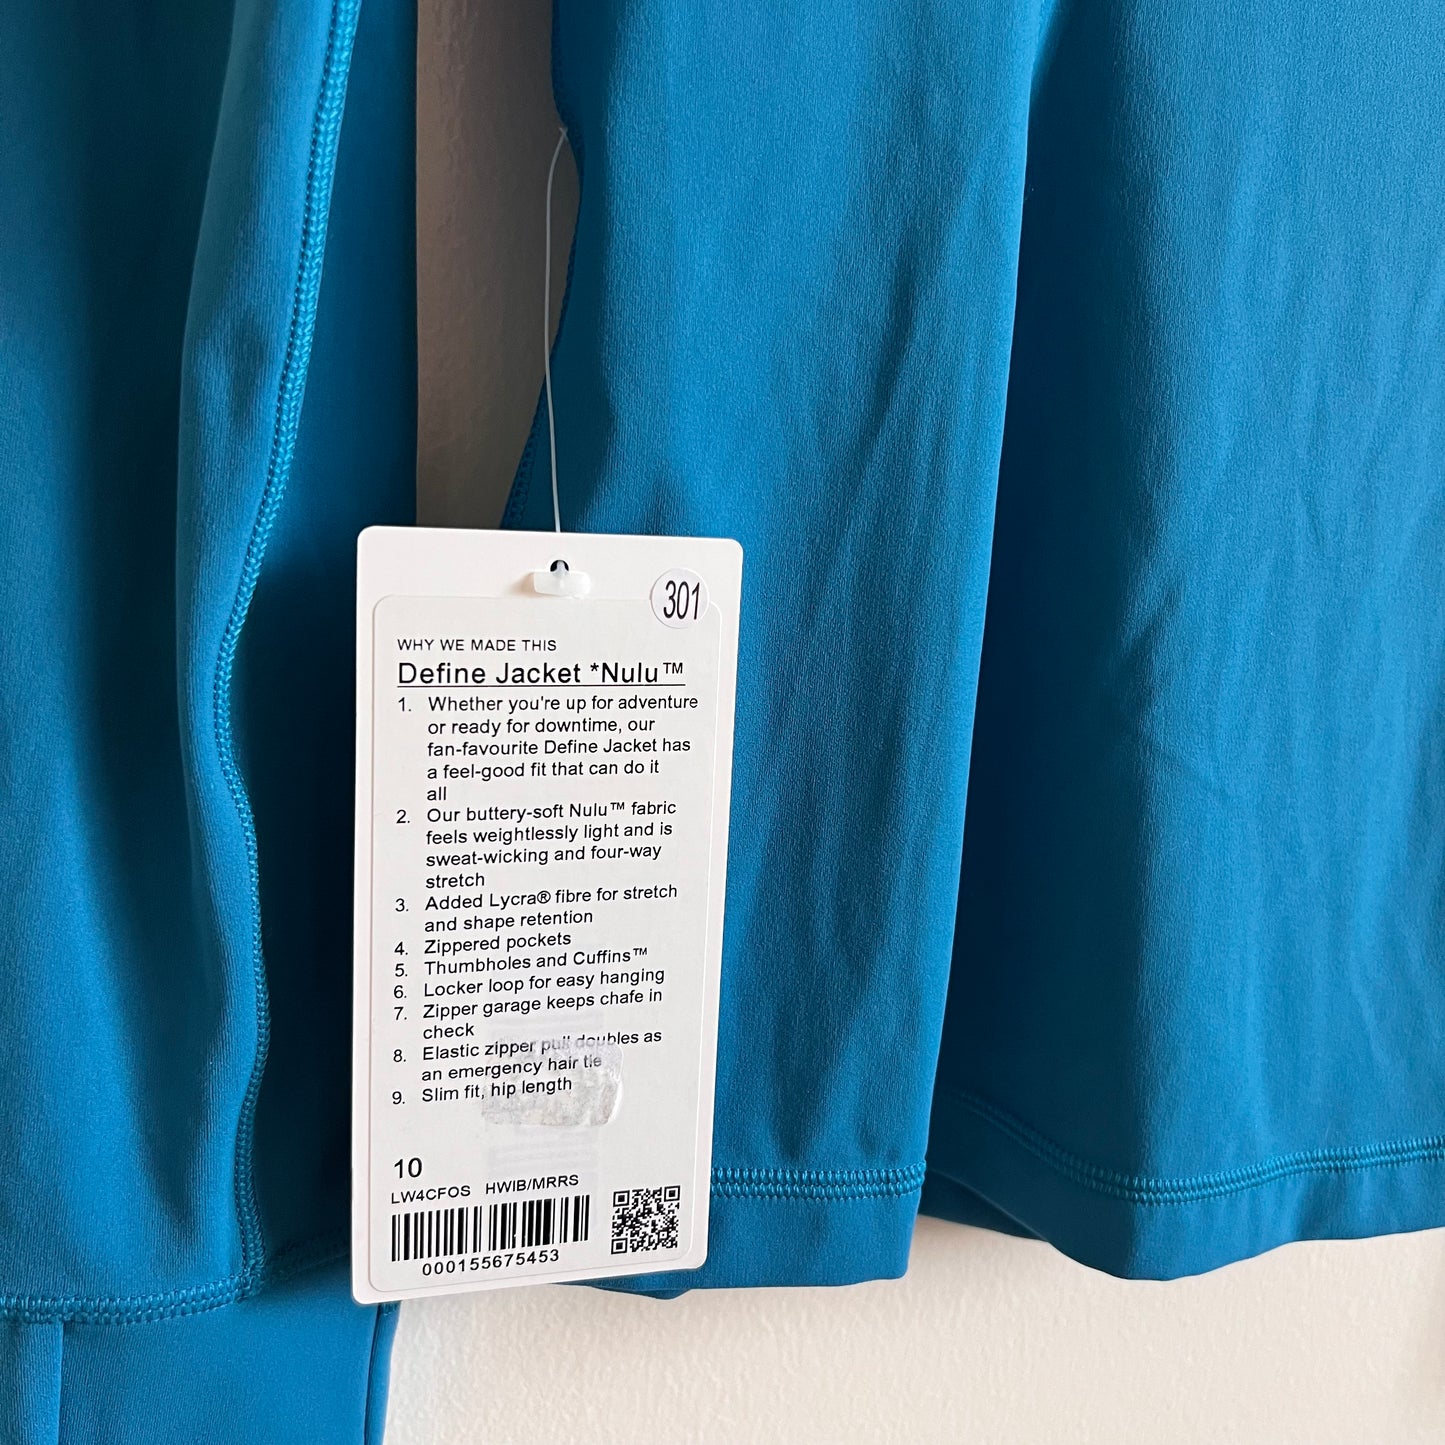 301
WHY WE MADE THIS
Define Jacket *Nulu™
1. Whether you're up for adventure
or ready for downtime, our
fan-favourite Define Jacket has
a feel-good fit that can do it
all
2. Our buttery-soft Nulu™ fabric
feels weightlessly light and is
sweat-wicking and four-way
stretch
3. Added Lycra® fibre for stretch
and shape retention
4. Zippered pockets
5. Thumbholes and Cuffins™
6. Locker loop for easy hanging
7. Zipper garage keeps chafe in
check
8. Elastic zipper pull doubles as
an emergency hair tie
9. Slim fit, hip length
10
LW4CFOS HWIB/MRRS
000155675453